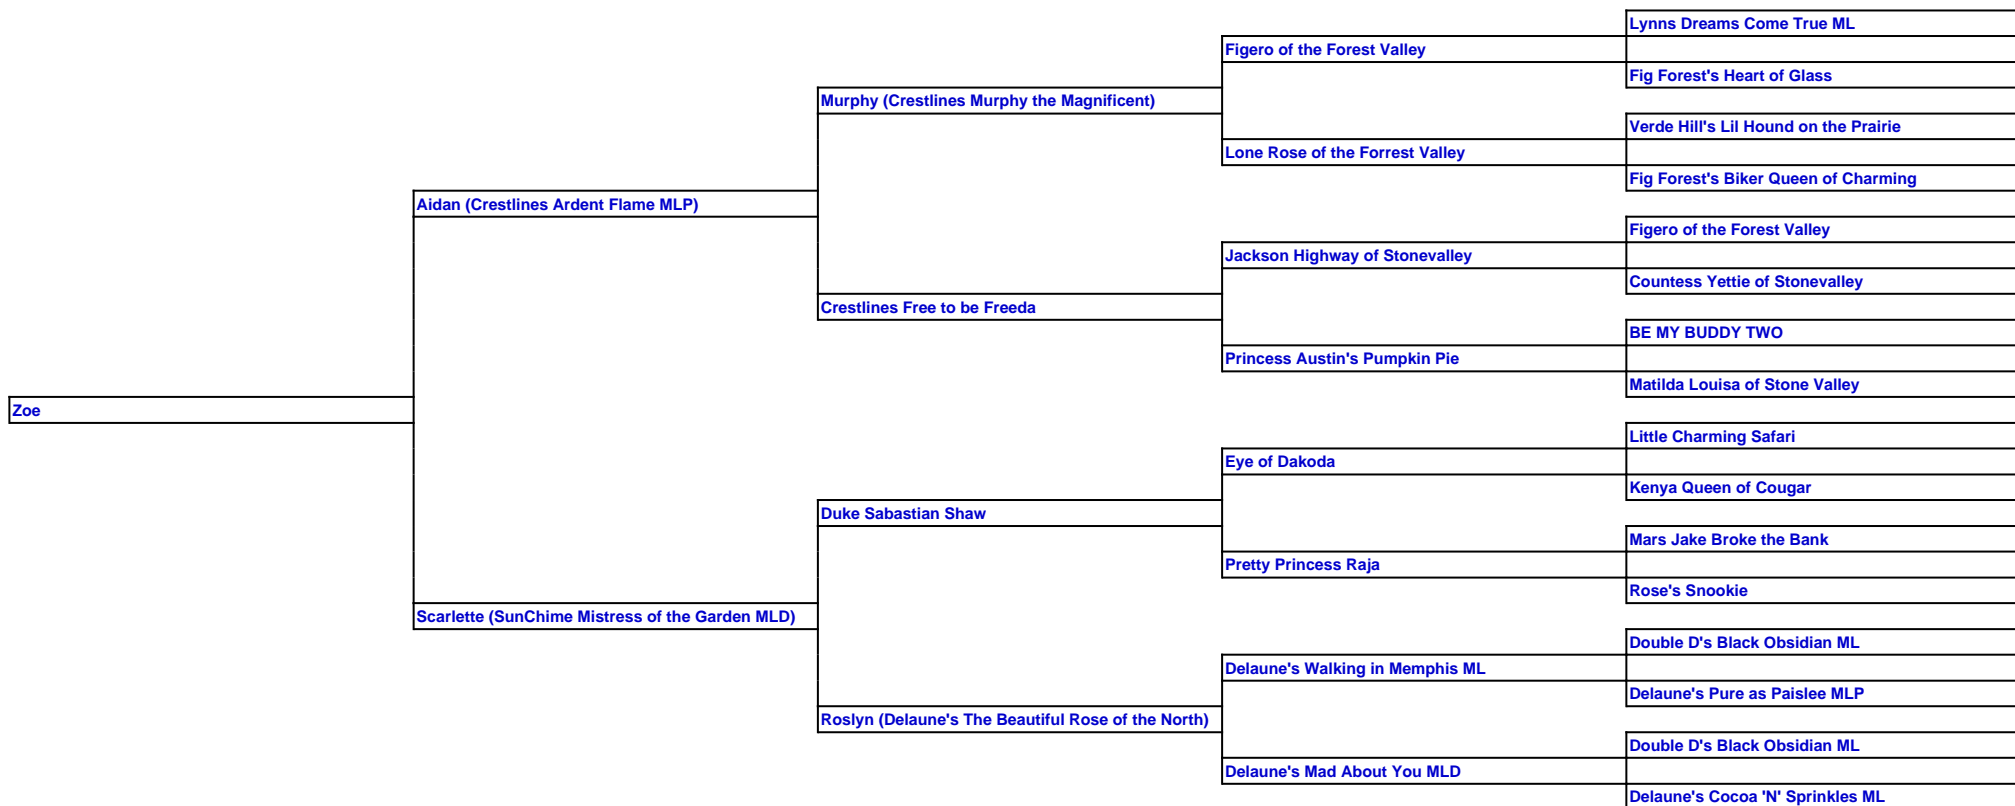 Lynns Dreams Come True ML
Figero of the Forest Valley
Fig Forest's Heart of Glass
Murphy (Crestlines Murphy the Magnificent)
Verde Hill's Lil Hound on the Prairie
Lone Rose of the Forrest Valley
Fig Forest's Biker Queen of Charming
Aidan (Crestlines Ardent Flame MLP)
Figero of the Forest Valley
Jackson Highway of Stonevalley
Countess Yettie of Stonevalley
Crestlines Free to be Freeda
BE MY BUDDY TWO
Princess Austin's Pumpkin Pie
Matilda Louisa of Stone Valley
Zoe
Little Charming Safari
Eye of Dakoda
Kenya Queen of Cougar
Duke Sabastian Shaw
Mars Jake Broke the Bank
Pretty Princess Raja
Rose's Snookie
Scarlette (SunChime Mistress of the Garden MLD)
Double D's Black Obsidian ML
Delaune's Walking in Memphis ML
Delaune's Pure as Paislee MLP
Roslyn (Delaune's The Beautiful Rose of the North)
Double D's Black Obsidian ML
Delaune's Mad About You MLD
Delaune's Cocoa 'N' Sprinkles ML